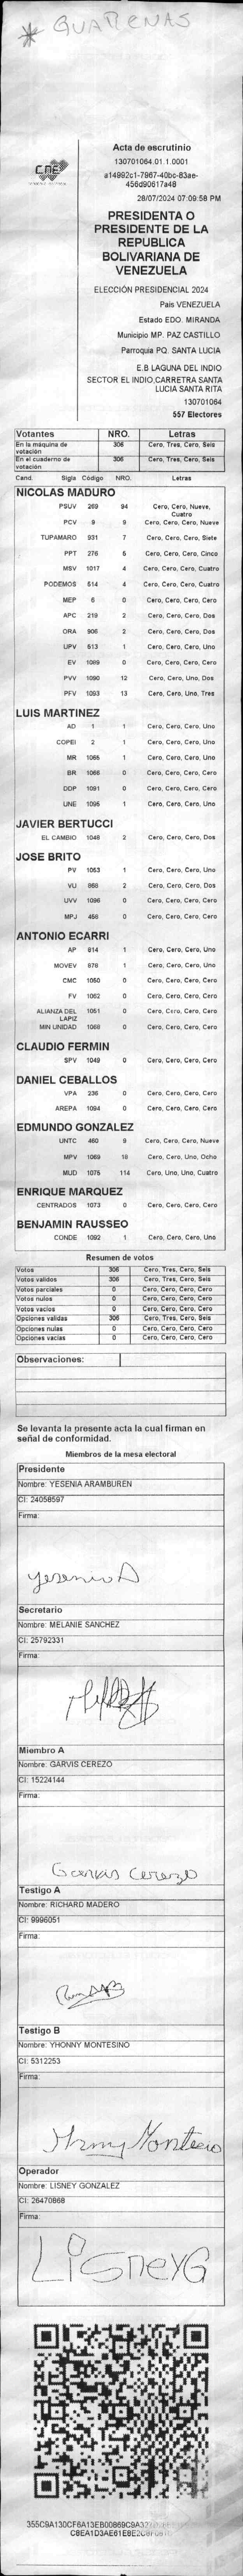 * GUARENAS
CNE
Acta de escrutinio
130701064.01.1.0001
a14992c1-7967-40bc-83ae-
456d90617a48
28/07/2024 07:09:58 PM
PRESIDENTA O
PRESIDENTE DE LA
REPUBLICA
BOLIVARIANA DE
VENEZUELA
ELECCIÓN PRESIDENCIAL 2024
País VENEZUELA
Estado EDO. MIRANDA
Municipio MP. PAZ CASTILLO
Parroquia PQ. SANTA LUCIA
E.B LAGUNA DEL INDIO
SECTOR EL INDIO,CARRETRA SANTA
LUCIA SANTA RITA
130701064
557 Electores
Votantes NRO. Letras
En la máquina de votación 306 Cero, Tres, Cero, Seis
En el cuaderno de votación 306 Cero, Tres, Cero, Seis
Cand. Sigla Código NRO. Letras
NICOLAS MADURO
PSUV 269 94 Cero, Cero, Nueve, Cuatro
PCV 9 9 Cero, Cero, Cero, Nueve
TUPAMARO 931 7 Cero, Cero, Cero, Siete
PPT 276 5 Cero, Cero, Cero, Cinco
MSV 1017 4 Cero, Cero, Cero, Cuatro
PODEMOS 514 4 Cero, Cero, Cero, Cuatro
MEP 6 0 Cero, Cero, Cero, Cero
APC 219 2 Cero, Cero, Cero, Dos
ORA 906 2 Cero, Cero, Cero, Dos
UPV 513 1 Cero, Cero, Cero, Uno
EV 1089 0 Cero, Cero, Cero, Cero
PVV 1090 12 Cero, Cero, Uno, Dos
PFV 1093 13 Cero, Cero, Uno, Tres
LUIS MARTINEZ
AD 1 1 Cero, Cero, Cero, Uno
COPEI 2 1 Cero, Cero, Cero, Uno
MR 1065 1 Cero, Cero, Cero, Uno
BR 1066 0 Cero, Cero, Cero, Cero
DDP 1091 0 Cero, Cero, Cero, Cero
UNE 1095 1 Cero, Cero, Cero, Uno
JAVIER BERTUCCI
EL CAMBIO 1048 2 Cero, Cero, Cero, Dos
JOSE BRITO
PV 1053 1 Cero, Cero, Cero, Uno
VU 868 2 Cero, Cero, Cero, Dos
UVV 1096 0 Cero, Cero, Cero, Cero
MPJ 458 0 Cero, Cero, Cero, Cero
ANTONIO ECARRI
AP 814 1 Cero, Cero, Cero, Uno
MOVEV 878 1 Cero, Cero, Cero, Uno
CMC 1050 0 Cero, Cero, Cero, Cero
FV 1062 0 Cero, Cero, Cero, Cero
ALIANZA DEL LAPIZ 1051 0 Cero, Cero, Cero, Cero
MIN UNIDAD 1068 0 Cero, Cero, Cero, Cero
CLAUDIO FERMIN
SPV 1049 0 Cero, Cero, Cero, Cero
DANIEL CEBALLOS
VPA 236 0 Cero, Cero, Cero, Cero
AREPA 1094 0 Cero, Cero, Cero, Cero
EDMUNDO GONZALEZ
UNTC 460 9 Cero, Cero, Cero, Nueve
MPV 1069 18 Cero, Cero, Uno, Ocho
MUD 1075 114 Cero, Uno, Uno, Cuatro
ENRIQUE MARQUEZ
CENTRADOS 1073 0 Cero, Cero, Cero, Cero
BENJAMIN RAUSSEO
CONDE 1092 1 Cero, Cero, Cero, Uno
Resumen de votos
Votos 306 Cero, Tres, Cero, Seis
Votos validos 306 Cero, Tres, Cero, Seis
Votos parciales 0 Cero, Cero, Cero, Cero
Votos nulos 0 Cero, Cero, Cero, Cero
Votos vacios 0 Cero, Cero, Cero, Cero
Opciones validas 306 Cero, Tres, Cero, Seis
Opciones nulas 0 Cero, Cero, Cero, Cero
Opciones vacias 0 Cero, Cero, Cero, Cero
Observaciones:
Se levanta la presente acta la cual firman en
señal de conformidad.
Miembros de la mesa electoral
Presidente
Nombre: YESENIA ARAMBUREN
CI: 24058597
Firma:
Yesenia A
Secretario
Nombre: MELANIE SANCHEZ
CI: 25792331
Firma:
Miembro A
Nombre: GARVIS CEREZO
CI: 15224144
Firma:
Garvis Cerezo
Testigo A
Nombre: RICHARD MADERO
CI: 9996051
Firma:
Testigo B
Nombre: YHONNY MONTESINO
CI: 5312253
Firma:
Operador
Nombre: LISNEY GONZALEZ
CI: 26470868
Firma:
LisneyG